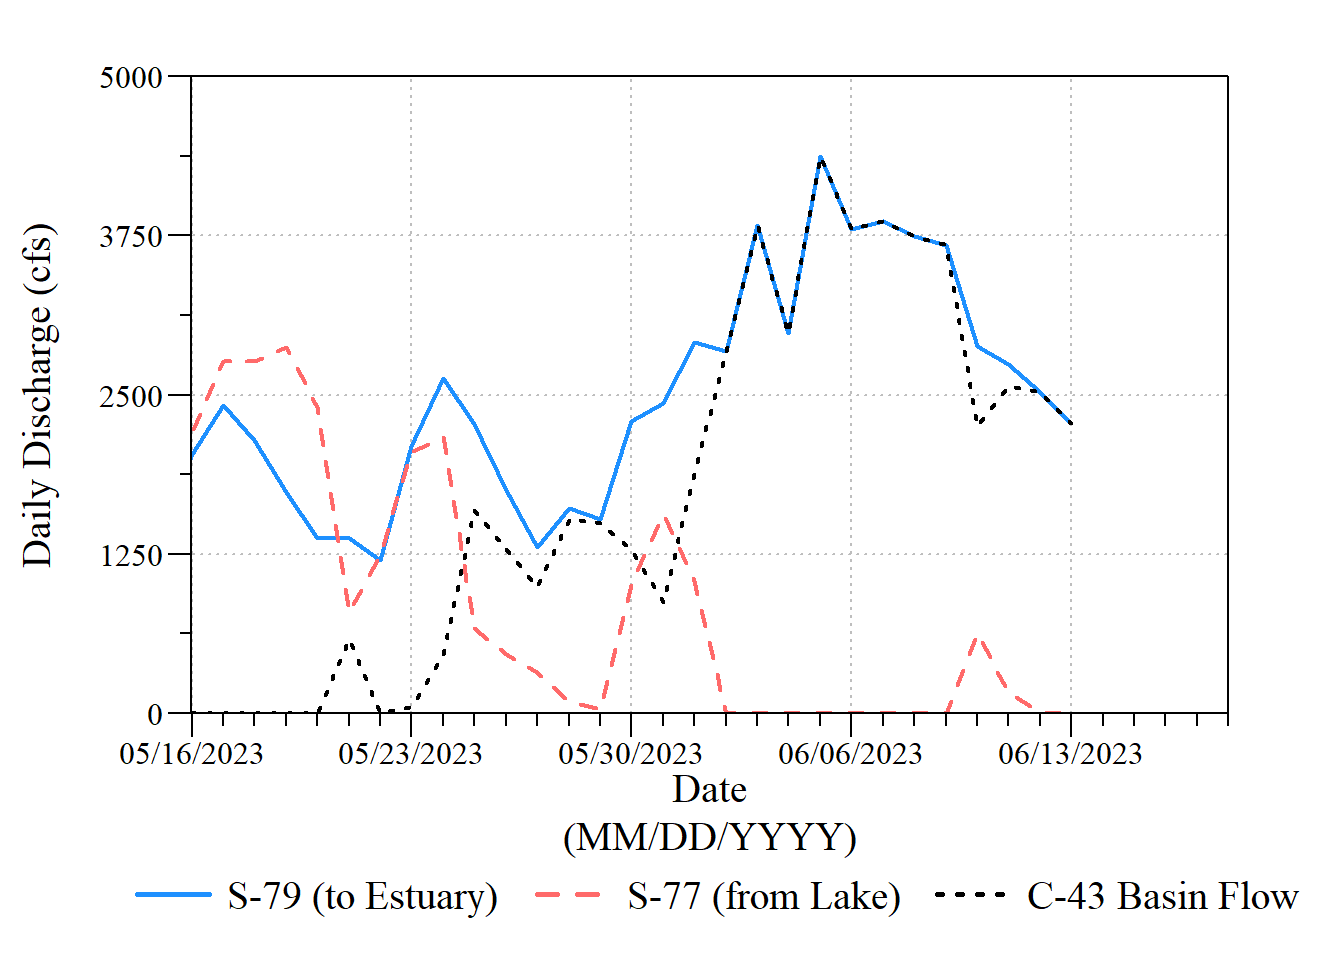 5000
3750
2500
1250
0
Daily Discharge (cfs)
05/16/2023 05/23/2023 05/30/2023 06/06/2023 06/13/2023
Date
(MM/DD/YYYY)
S-79 (to Estuary) S-77 (from Lake) C-43 Basin Flow